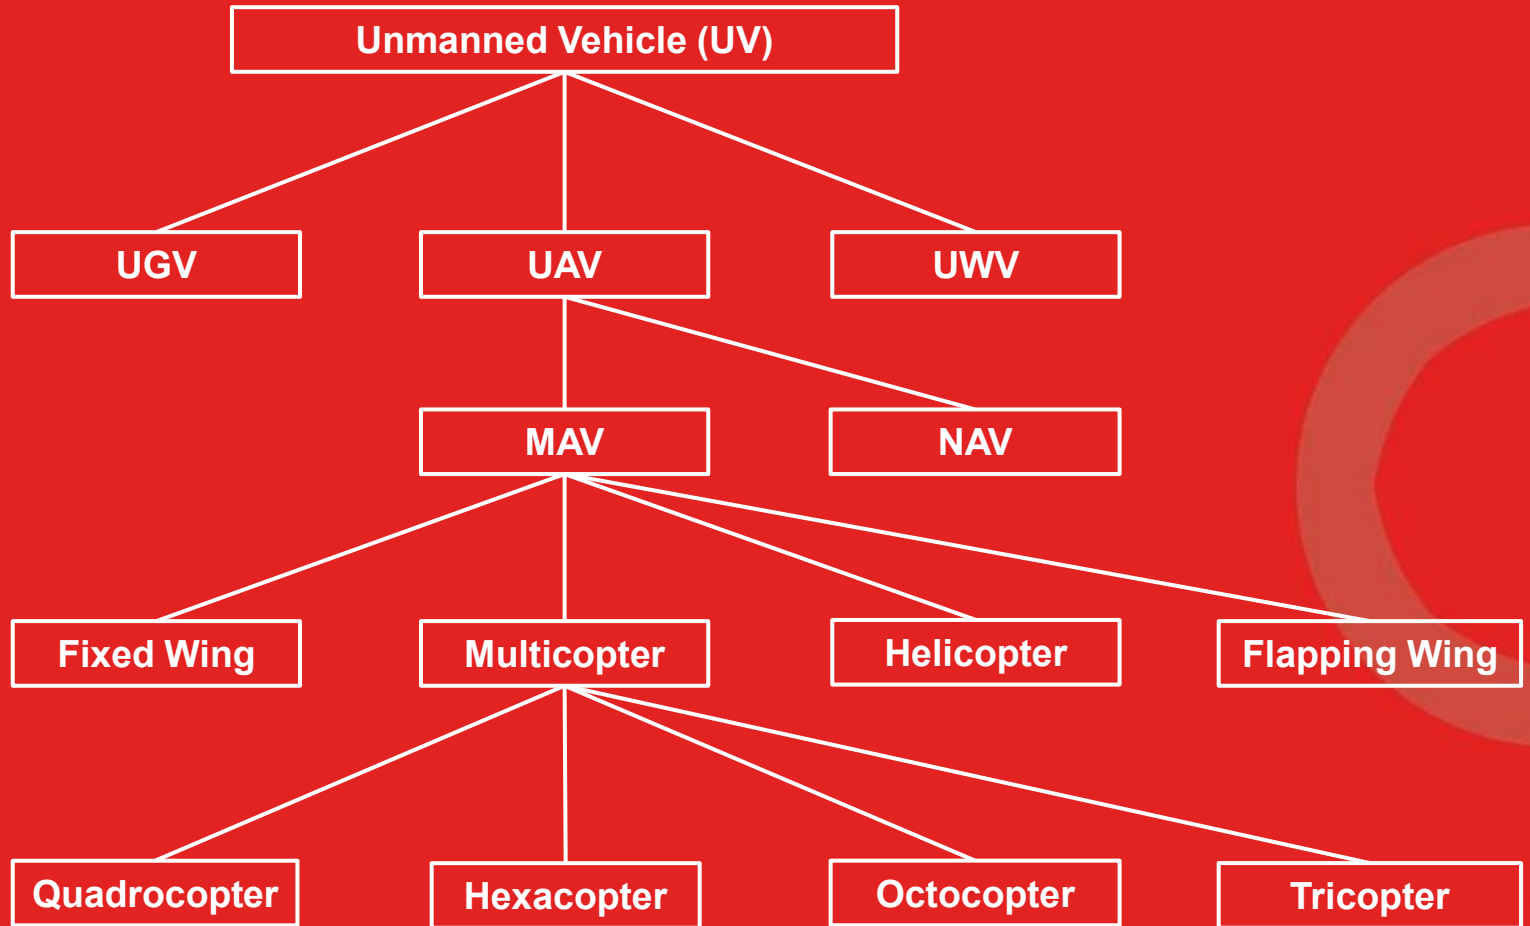 Unmanned Vehicle (UV)
UGV
UAV
UWV
MAV
NAV
Fixed Wing
Multicopter
Helicopter
Flapping Wing
Quadrocopter
Hexacopter
Octocopter
Tricopter